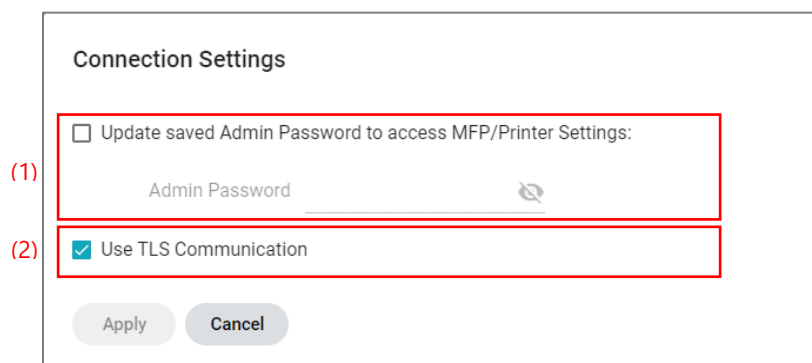 Connection Settings
(1)
Update saved Admin Password to access MFP/Printer Settings:
Admin Password
(2)
Use TLS Communication
Apply Cancel